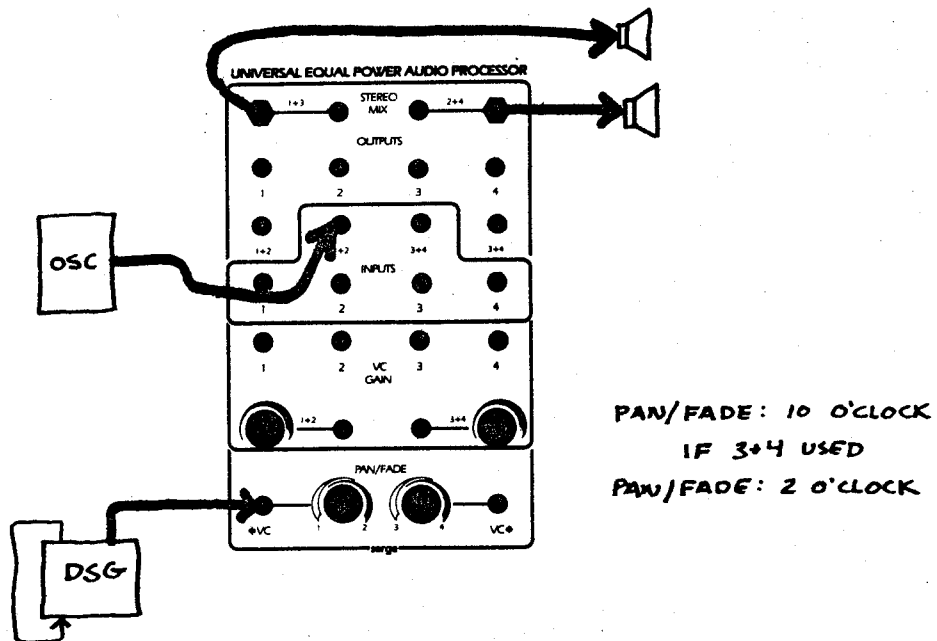 UNIVERSAL EQUAL POWER AUDIO PROCESSOR
1+3 STEREO MIX 2+4
OUTPUTS
1 2 3 4
1+2 +2 3+4 3+4
OSC
INPUTS
1 2 3 4
1 2 VC GAIN 3 4
1+2 3+4
PAN/FADE: 10 O'CLOCK
IF 3+4 USED
PAN/FADE: 2 O'CLOCK
PAN/FADE
VC 1 2 3 4 VC
serge
DSG